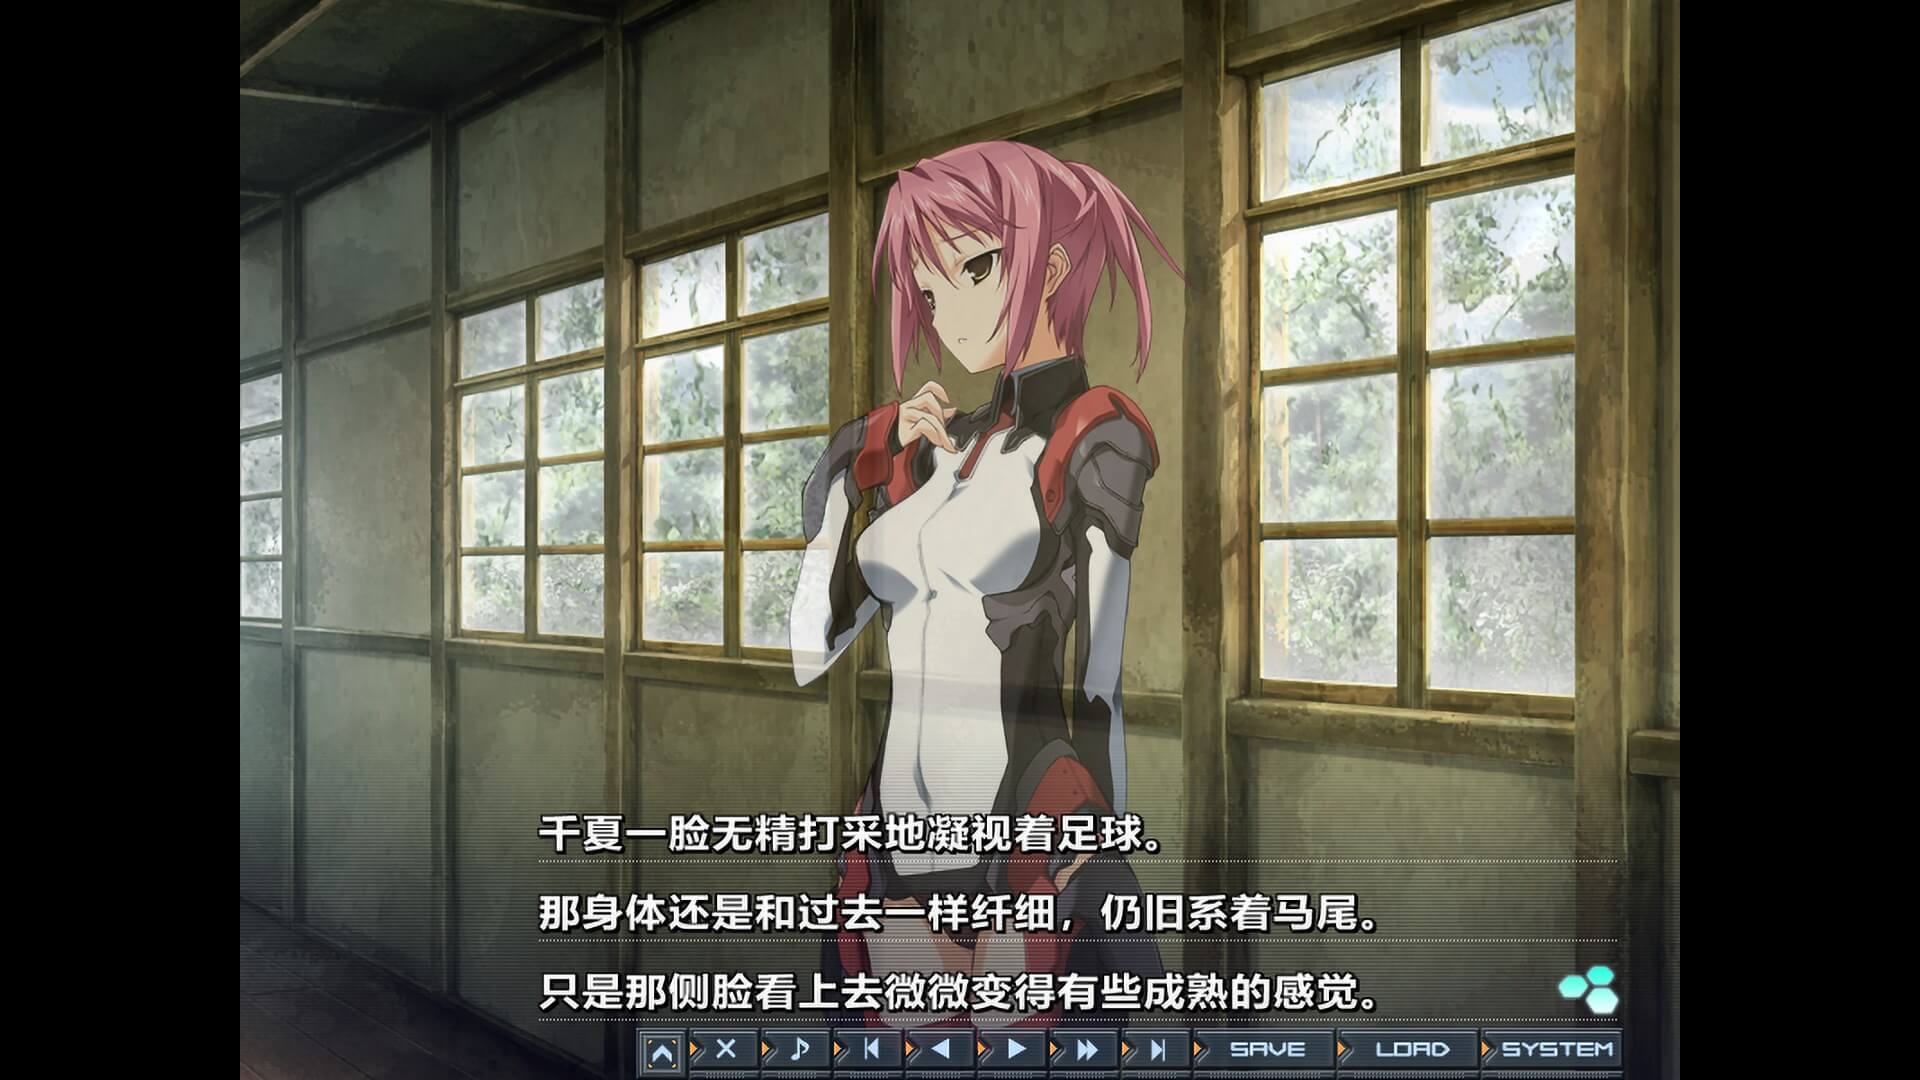 千夏一脸无精打采地凝视着足球。
那身体还是和过去一样纤细，仍旧系着马尾。
只是那侧脸看上去微微变得有些成熟的感觉。
SAVE LOAD SYSTEM